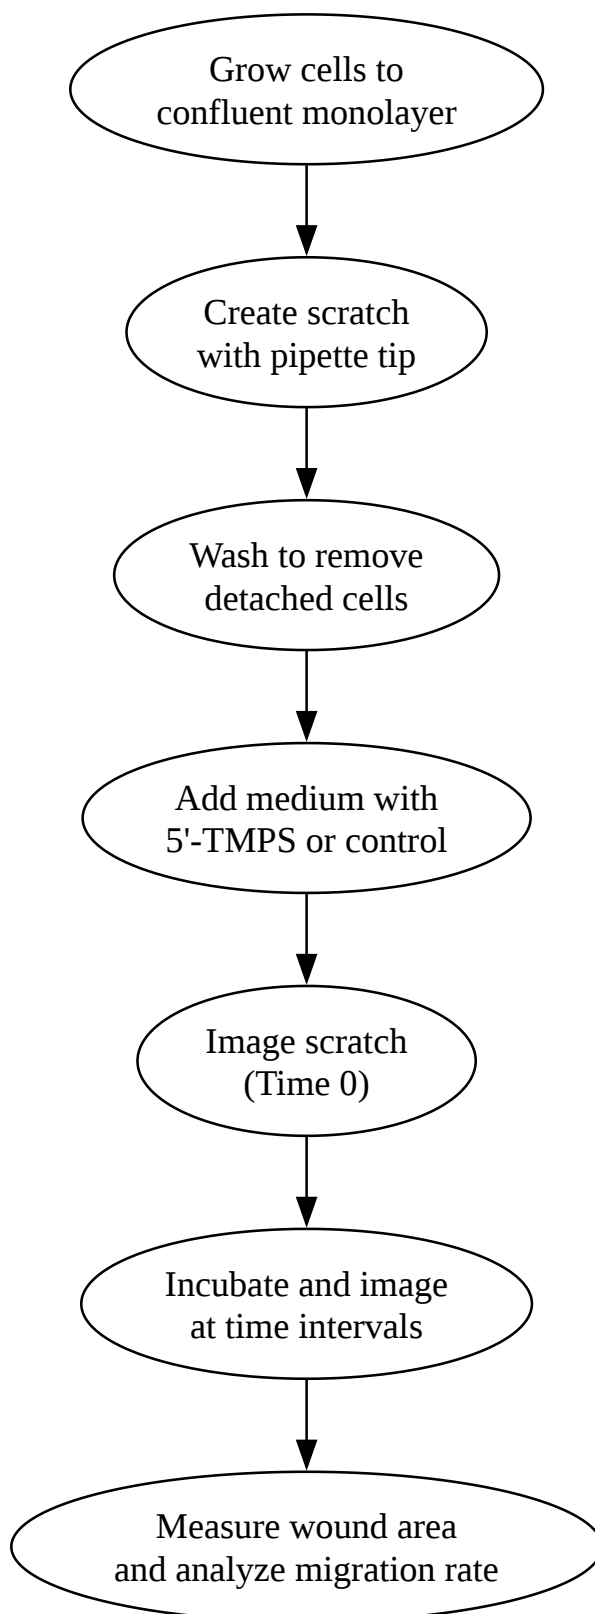 Grow cells to
confluent monolayer
Create scratch
with pipette tip
Wash to remove
detached cells
Add medium with
5'-TMPS or control
Image scratch
(Time 0)
Incubate and image
at time intervals
Measure wound area
and analyze migration rate